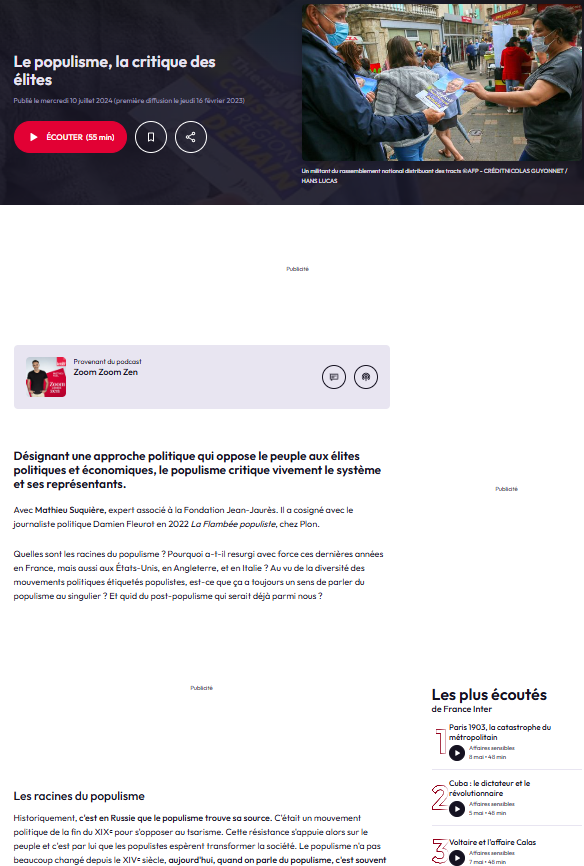 Le populisme, la critique des
élites
Publié le mercredi 10 juillet 2024 (première diffusion le jeudi 16 février 2023)
ÉCOUTER (55 min)
Un militant du rassemblement national distribuant des tracts ©AFP - CRÉDITNICOLAS GUYONNET /
HANS LUCAS
Publicité
Provenant du podcast
Zoom Zoom Zen
Désignant une approche politique qui oppose le peuple aux élites
politiques et économiques, le populisme critique vivement le système
et ses représentants.
Publicité
Avec Mathieu Suquière, expert associé à la Fondation Jean-Jaurès. Il a cosigné avec le
journaliste politique Damien Fleurot en 2022 La Flambée populiste, chez Plon.
Quelles sont les racines du populisme ? Pourquoi a-t-il resurgi avec force ces dernières années
en France, mais aussi aux États-Unis, en Angleterre, et en Italie ? Au vu de la diversité des
mouvements politiques étiquetés populistes, est-ce que ça a toujours un sens de parler du
populisme au singulier ? Et quid du post-populisme qui serait déjà parmi nous ?
Publicité
Les racines du populisme
Historiquement, c'est en Russie que le populisme trouve sa source. C'était un mouvement
politique de la fin du XIXe pour s'opposer au tsarisme. Cette résistance s'appuie alors sur le
peuple et c'est par lui que les populistes espèrent transformer la société. Le populisme n'a pas
beaucoup changé depuis le XIVe siècle, aujourd'hui, quand on parle du populisme, c'est souvent
Les plus écoutés
de France Inter
1
Paris 1903, la catastrophe du
métropolitain
Affaires sensibles
8 mai • 48 min
2
Cuba : le dictateur et le
révolutionnaire
Affaires sensibles
5 mai • 48 min
3
Voltaire et l'affaire Calas
Affaires sensibles
7 mai • 48 min